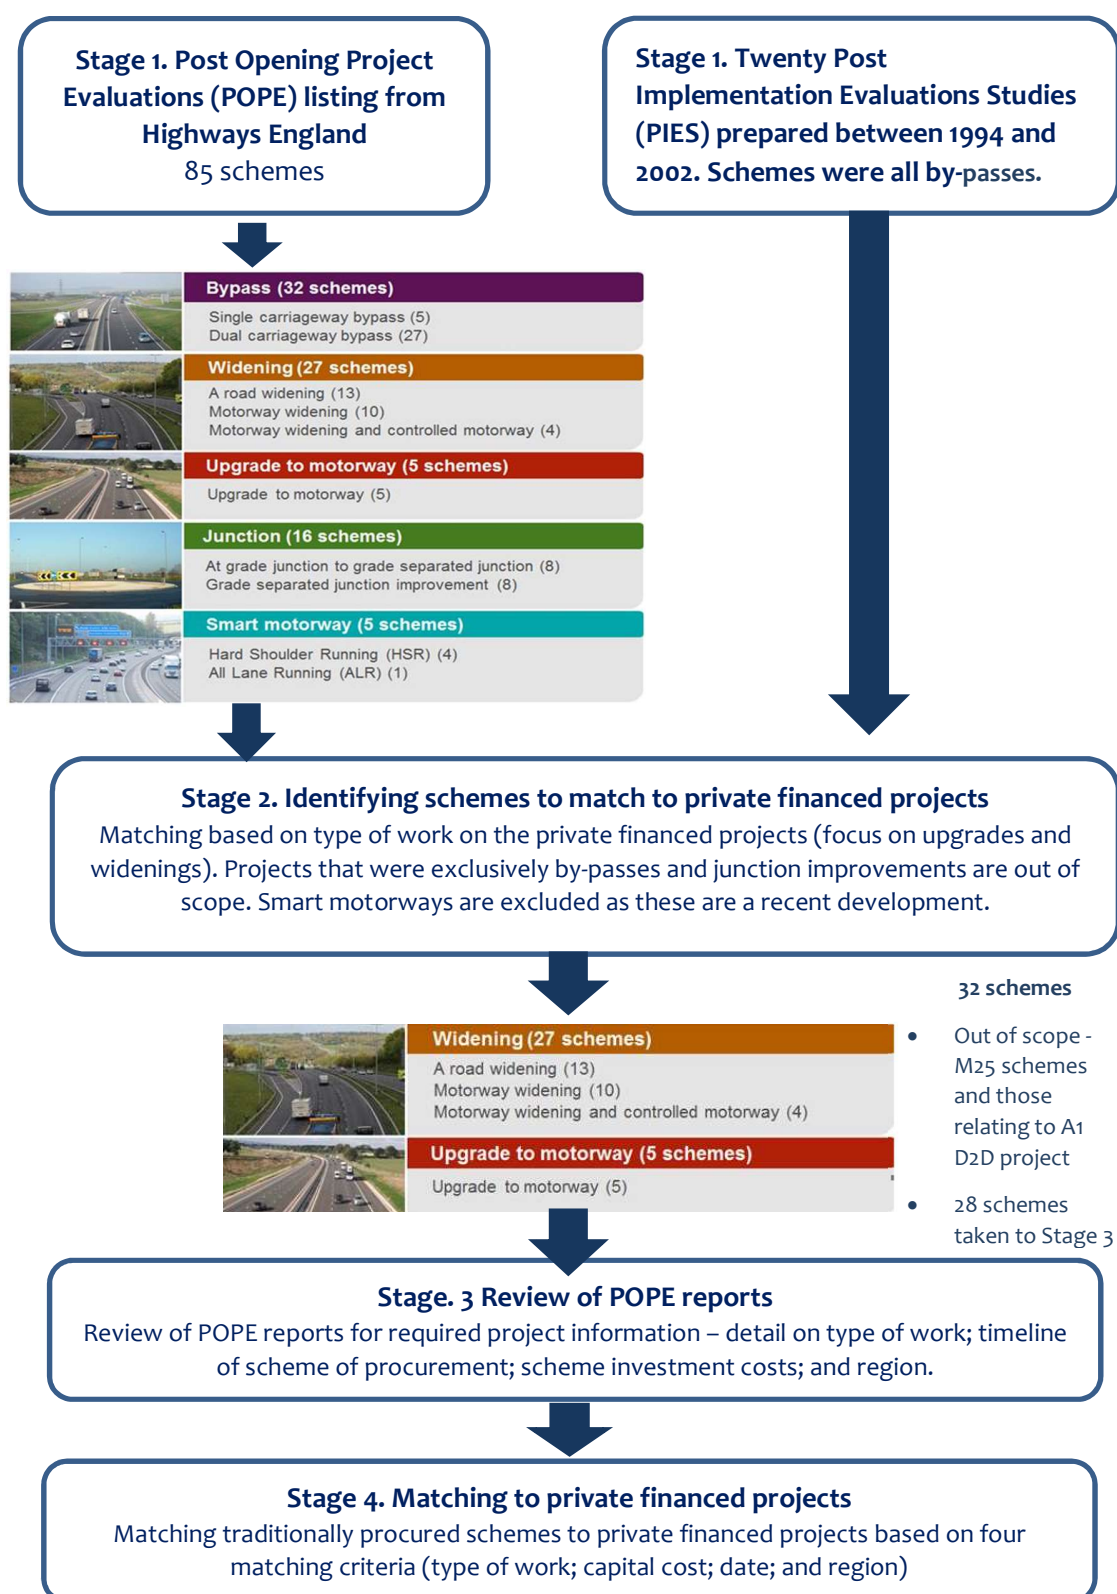 Stage 1. Post Opening Project
Evaluations (POPE) listing from
Highways England
85 schemes
Stage 1. Twenty Post
Implementation Evaluations Studies
(PIES) prepared between 1994 and
2002. Schemes were all by-passes.
Bypass (32 schemes)
Single carriageway bypass (5)
Dual carriageway bypass (27)
Widening (27 schemes)
A road widening (13)
Motorway widening (10)
Motorway widening and controlled motorway (4)
Upgrade to motorway (5 schemes)
Upgrade to motorway (5)
Junction (16 schemes)
At grade junction to grade separated junction (8)
Grade separated junction improvement (8)
Smart motorway (5 schemes)
Hard Shoulder Running (HSR) (4)
All Lane Running (ALR) (1)
Stage 2. Identifying schemes to match to private financed projects
Matching based on type of work on the private financed projects (focus on upgrades and
widenings). Projects that were exclusively by-passes and junction improvements are out of
scope. Smart motorways are excluded as these are a recent development.
Widening (27 schemes)
A road widening (13)
Motorway widening (10)
Motorway widening and controlled motorway (4)
Upgrade to motorway (5 schemes)
Upgrade to motorway (5)
32 schemes
• Out of scope -
M25 schemes
and those
relating to A1
D2D project
• 28 schemes
taken to Stage 3
Stage. 3 Review of POPE reports
Review of POPE reports for required project information – detail on type of work; timeline
of scheme of procurement; scheme investment costs; and region.
Stage 4. Matching to private financed projects
Matching traditionally procured schemes to private financed projects based on four
matching criteria (type of work; capital cost; date; and region)